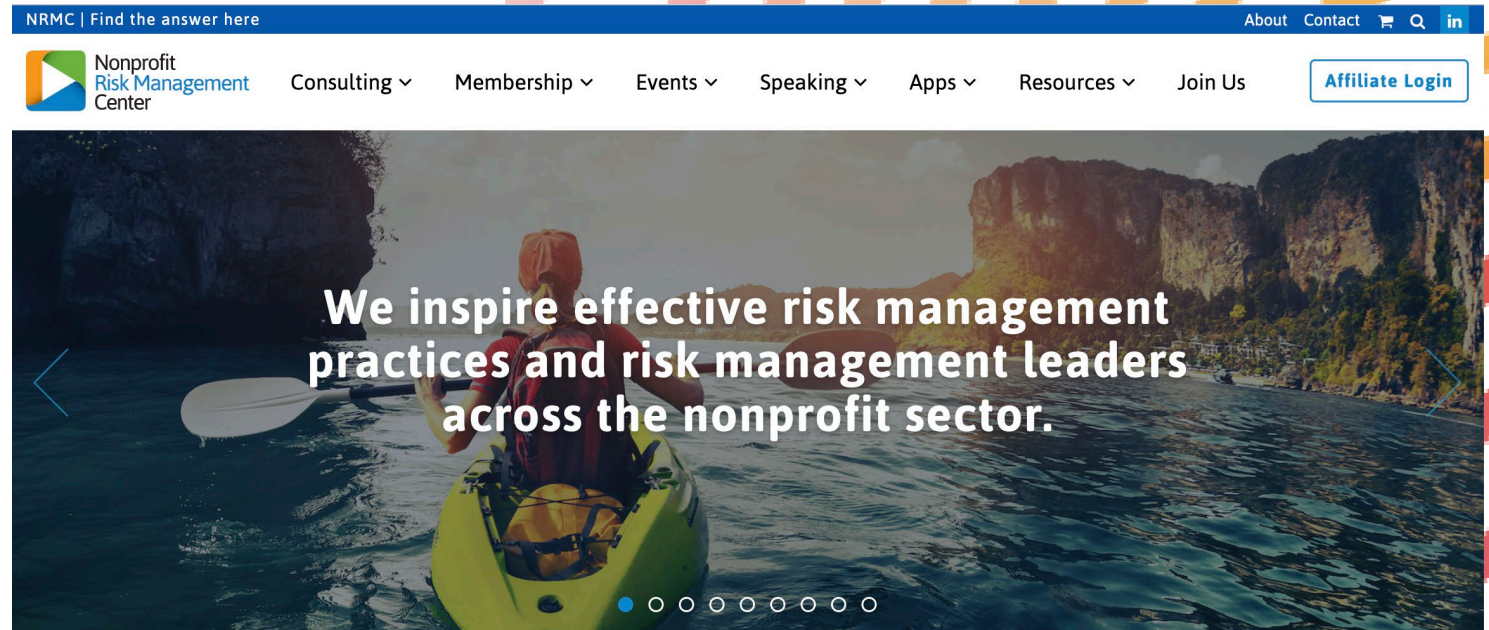 NRMC | Find the answer here
About Contact in
Nonprofit
Risk Management
Center
Consulting Membership Events Speaking Apps Resources Join Us
Affiliate Login
We inspire effective risk management
practices and risk management leaders
across the nonprofit sector.